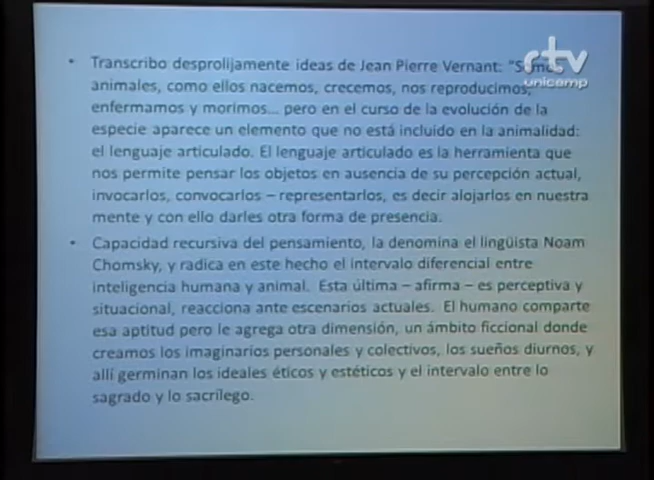 • Transcribo desprolijamente ideas de Jean Pierre Vernant: "Somos
animales, como ellos nacemos, crecemos, nos reproducimos,
enfermamos y morimos... pero en el curso de la evolución de la
especie aparece un elemento que no está incluido en la animalidad:
el lenguaje articulado. El lenguaje articulado es la herramienta que
nos permite pensar los objetos en ausencia de su percepción actual,
invocarlos, convocarlos – representarlos, es decir alojarlos en nuestra
mente y con ello darles otra forma de presencia.
• Capacidad recursiva del pensamiento, la denomina el lingüista Noam
Chomsky, y radica en este hecho el intervalo diferencial entre
inteligencia humana y animal. Esta última – afirma – es perceptiva y
situacional, reacciona ante escenarios actuales. El humano comparte
esa aptitud pero le agrega otra dimensión, un ámbito ficcional donde
creamos los imaginarios personales y colectivos, los sueños diurnos, y
allí germinan los ideales éticos y estéticos y el intervalo entre lo
sagrado y lo sacrílego.
rtv
unicamp